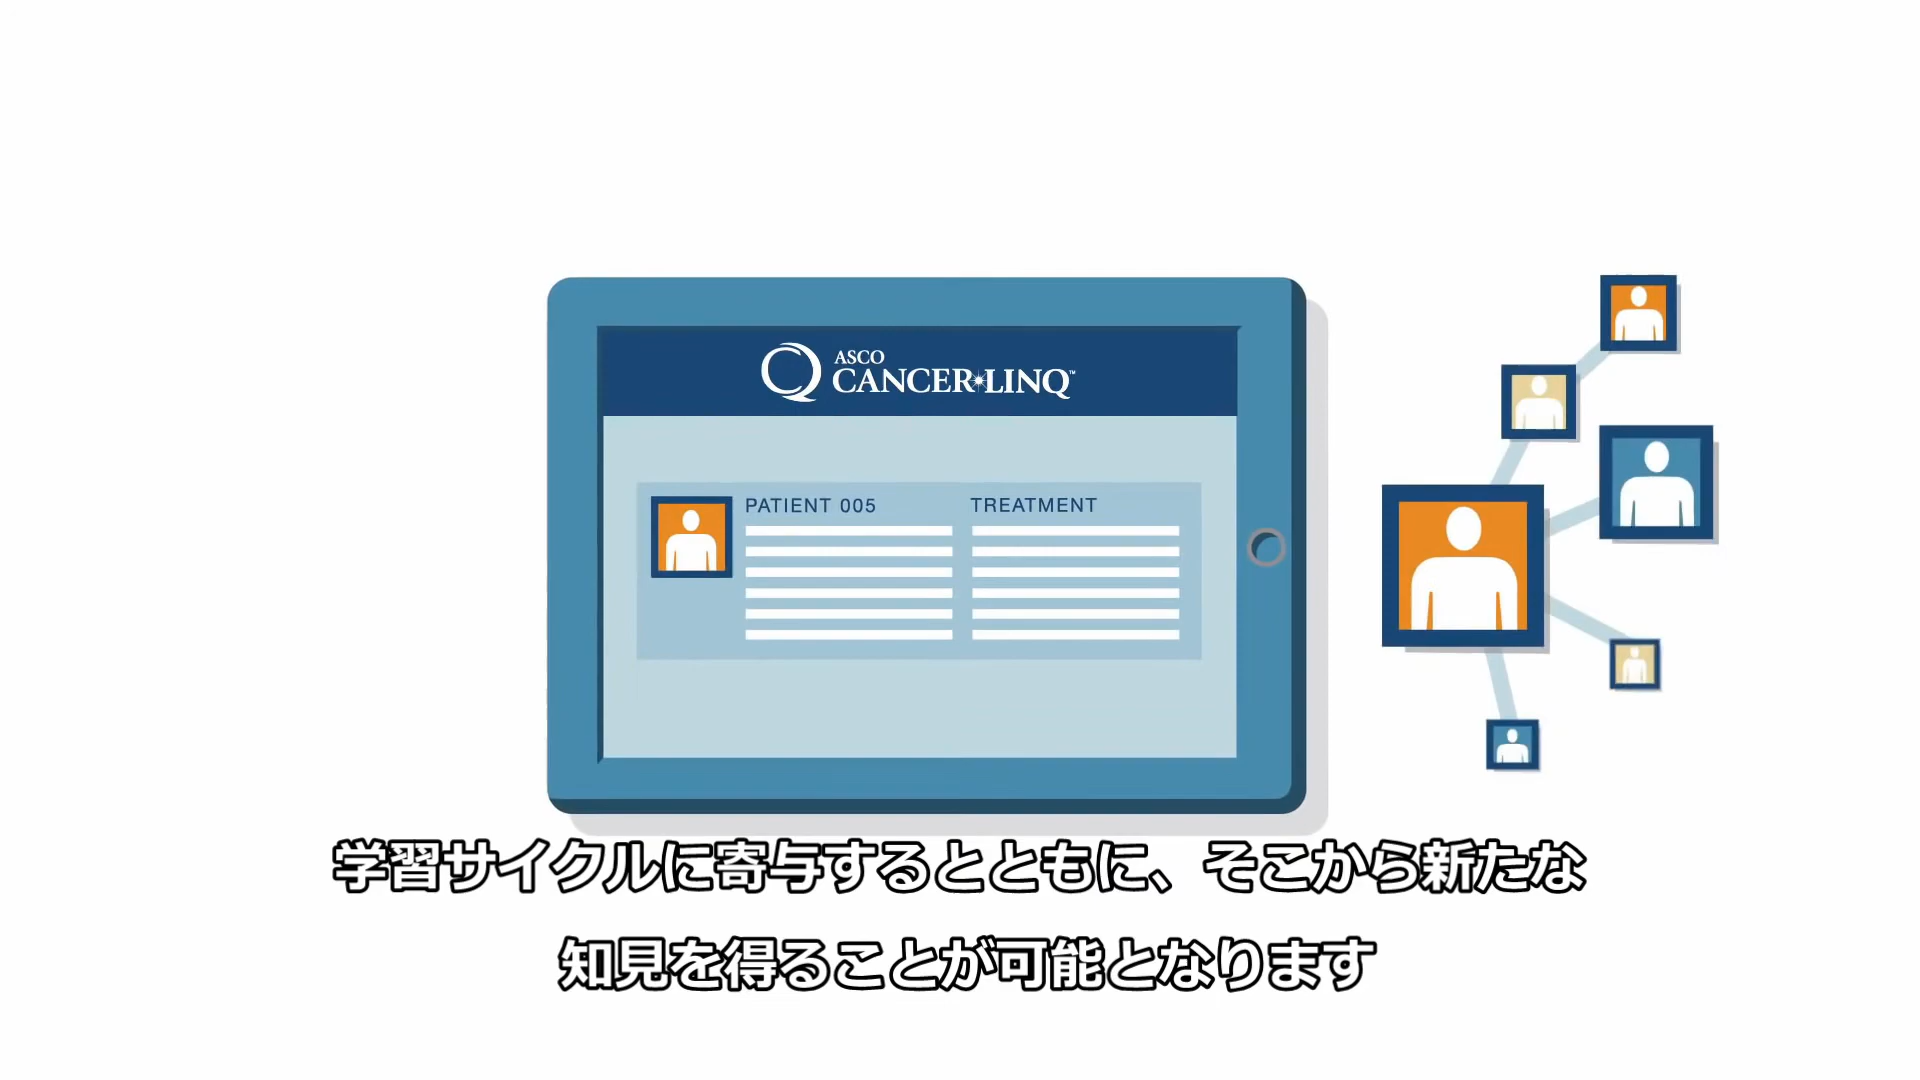 ASCO
CANCER LINQ™
PATIENT 005
TREATMENT
学習サイクルに寄与するとともに、そこから新たな
知見を得ることが可能となります